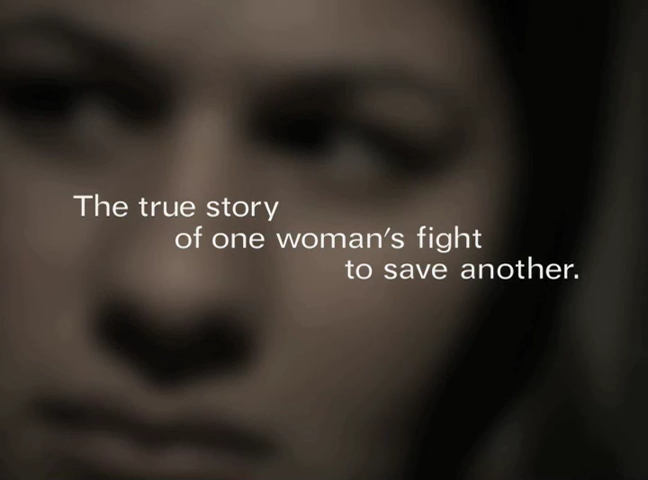 The true story
of one woman's fight
to save another.